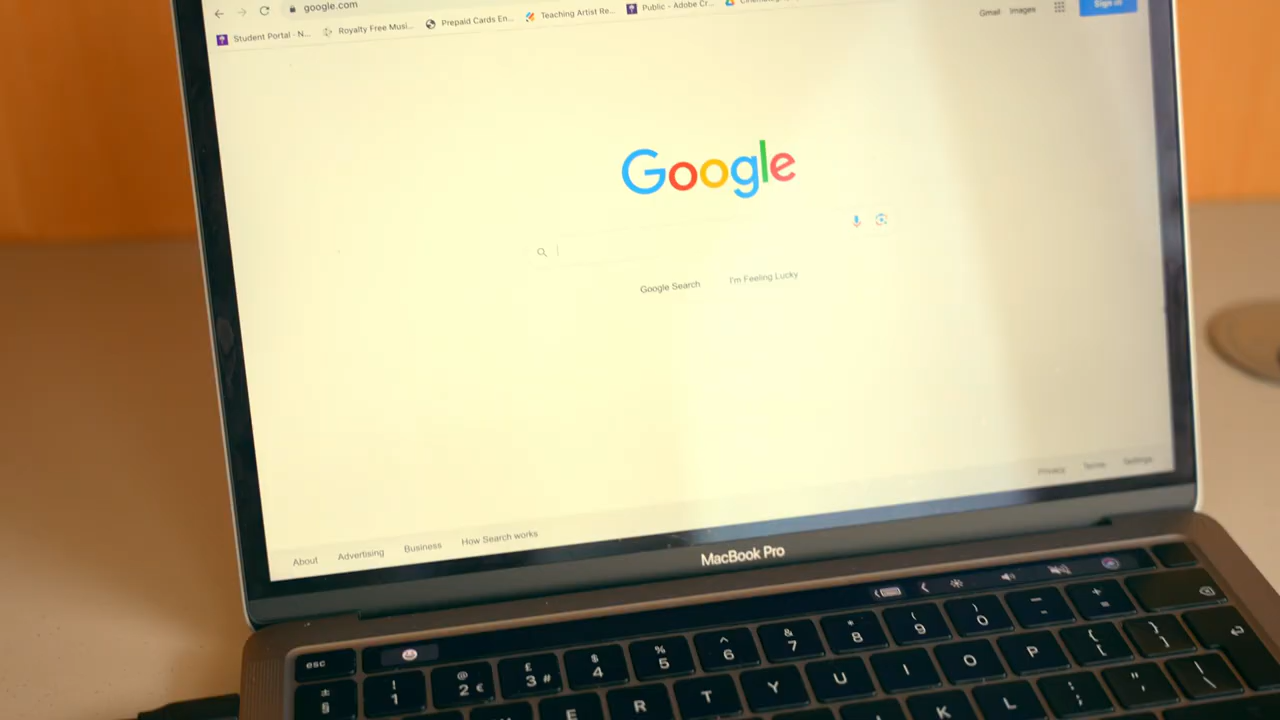 google.com
Student Portal - N...
Royalty Free Musi...
Prepaid Cards En...
Teaching Artist Re...
Public - Adobe Cr...
Gmail Images
Sign in
Google
Google Search I'm Feeling Lucky
Privacy Terms Settings
About Advertising Business How Search works
MacBook Pro
esc
± § ! 1 @ 2 € £ 3 # $ 4 % 5 ^ 6 & 7 * 8 ( 9 ) 0 _ - + =
E R T Y U I O P { [ } ]
K L : ; " ' | \